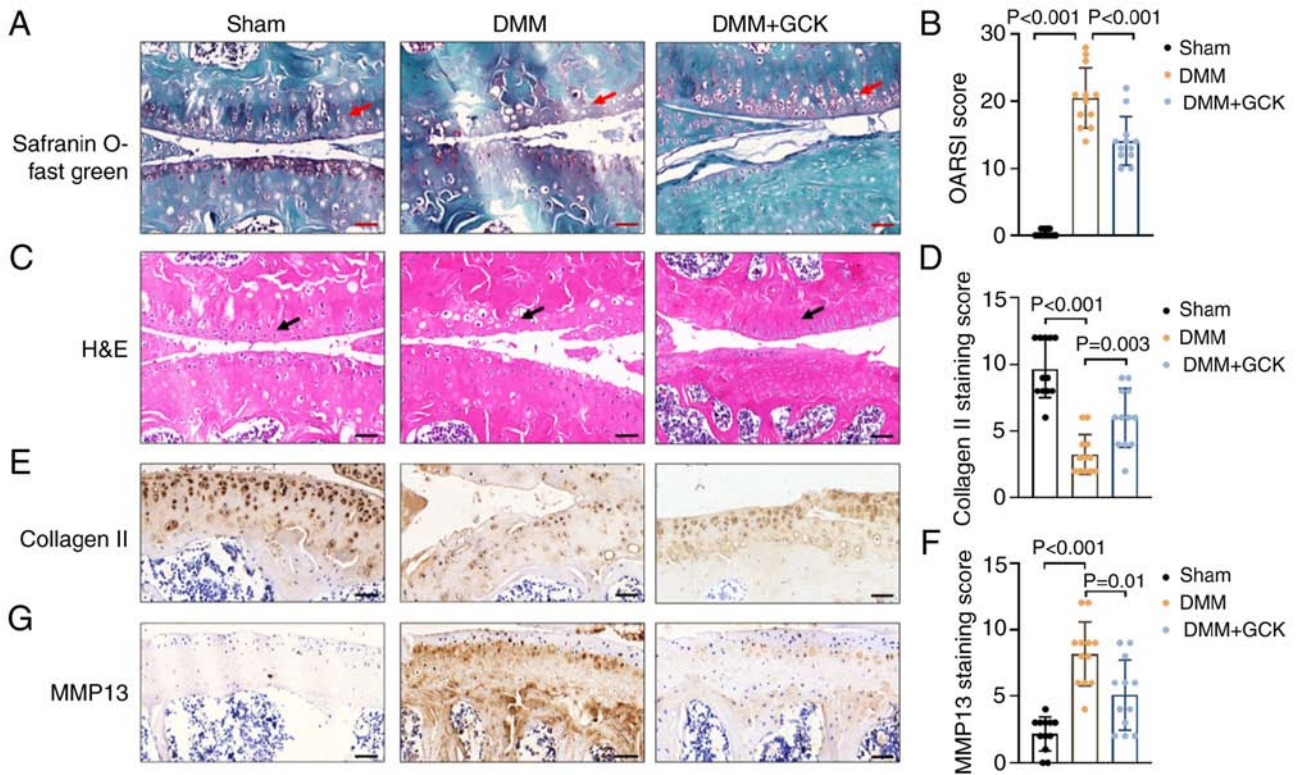 A
Sham
DMM
DMM+GCK
Safranin O-
fast green
B
P<0.001
P<0.001
OARSI score
30
20
10
0
Sham
DMM
DMM+GCK
C
H&E
D
P<0.001
P=0.003
Collagen II staining score
15
10
5
0
Sham
DMM
DMM+GCK
E
Collagen II
F
P<0.001
P=0.01
MMP13 staining score
15
10
5
0
Sham
DMM
DMM+GCK
G
MMP13